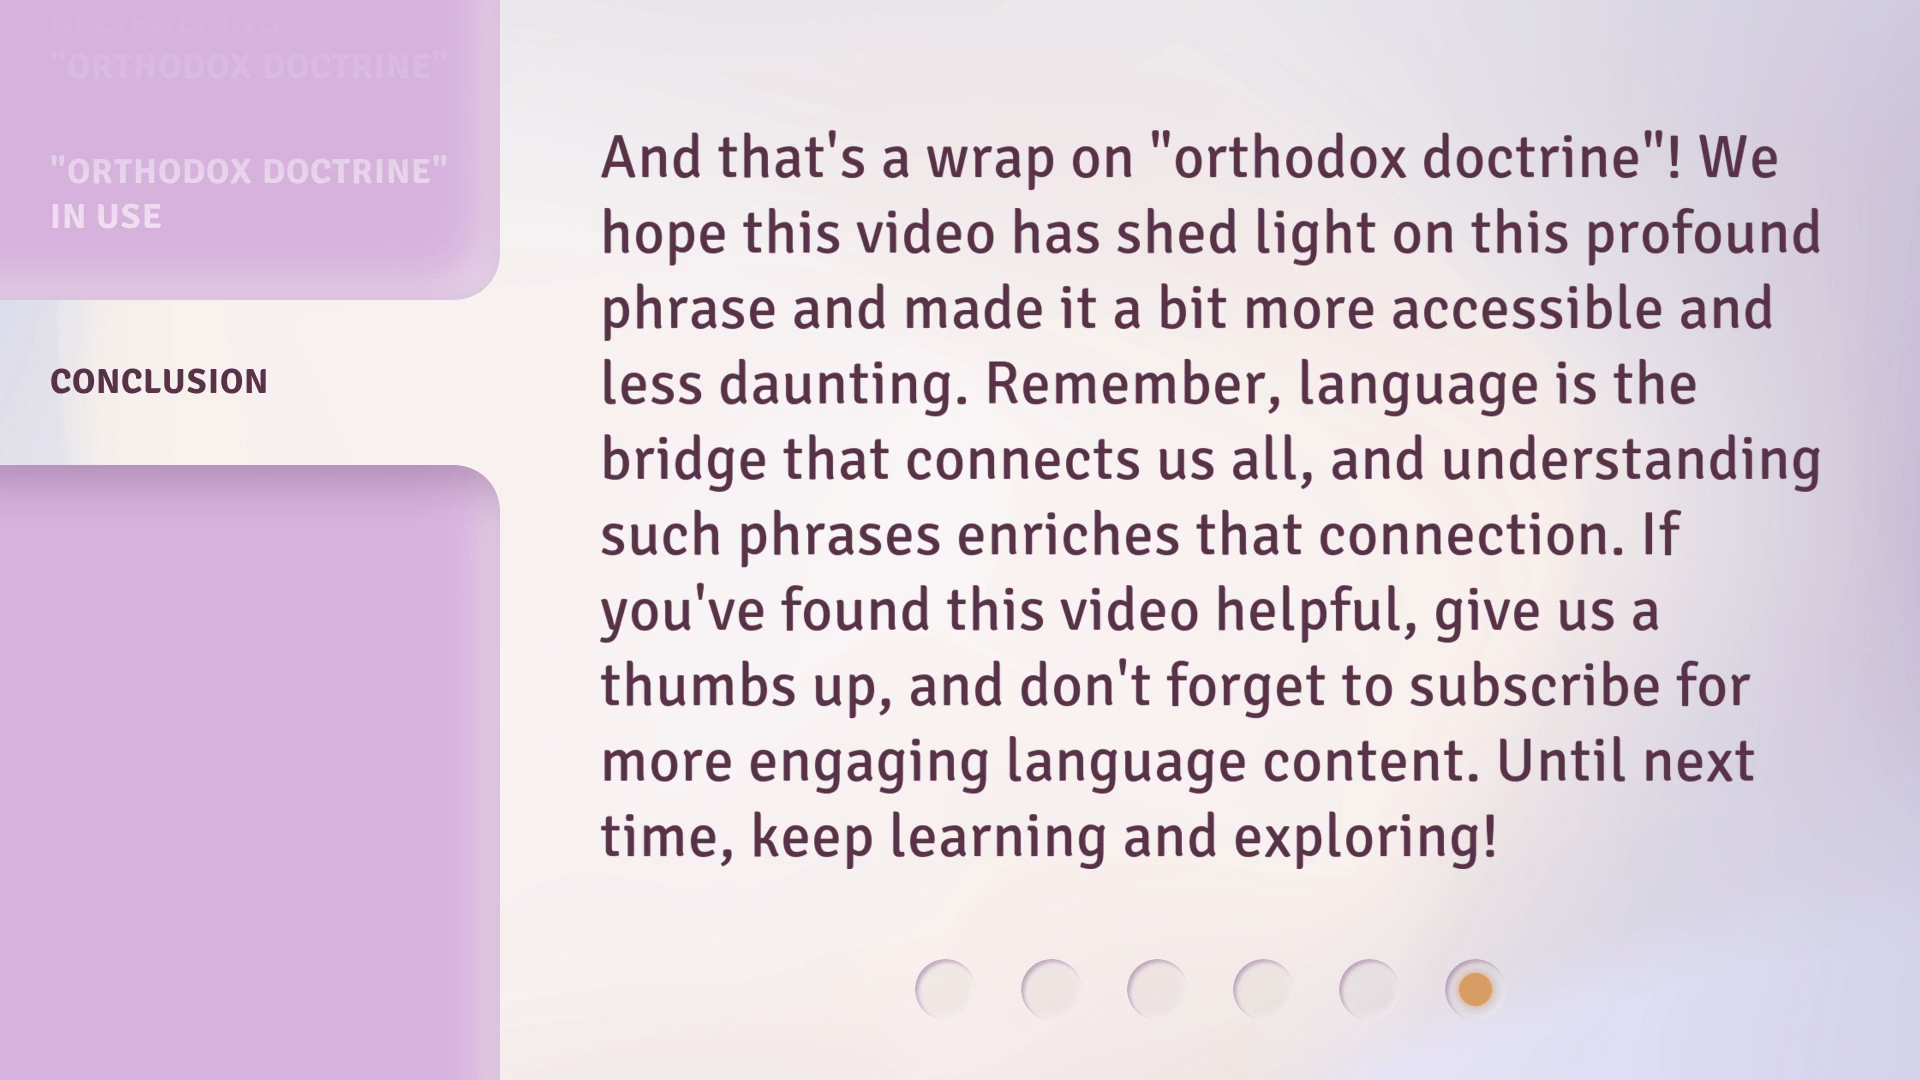 DECIPHERING
"ORTHODOX DOCTRINE"
"ORTHODOX DOCTRINE"
IN USE
CONCLUSION
And that's a wrap on "orthodox doctrine"! We
hope this video has shed light on this profound
phrase and made it a bit more accessible and
less daunting. Remember, language is the
bridge that connects us all, and understanding
such phrases enriches that connection. If
you've found this video helpful, give us a
thumbs up, and don't forget to subscribe for
more engaging language content. Until next
time, keep learning and exploring!